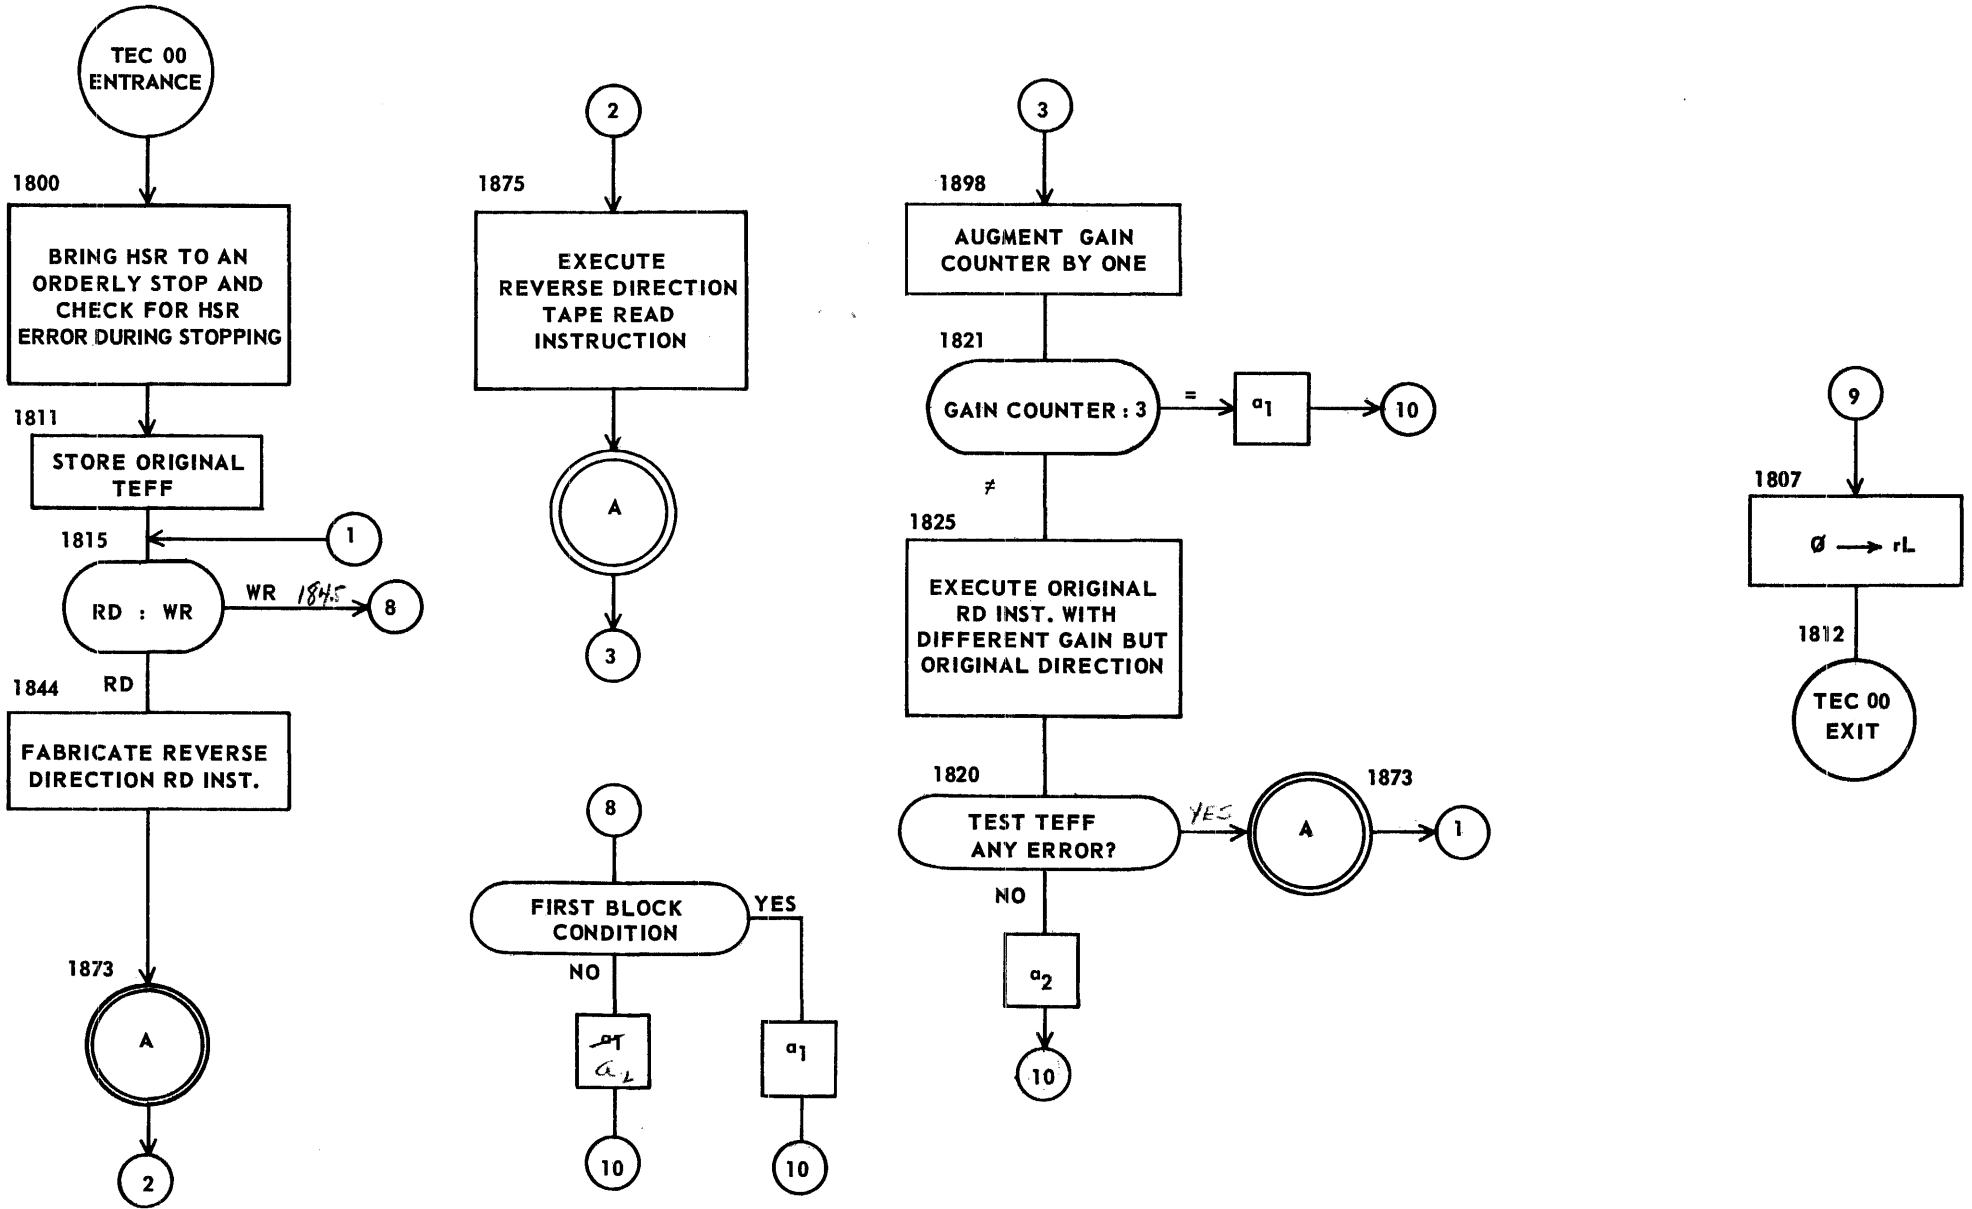 TEC 00
ENTRANCE
1800
BRING HSR TO AN
ORDERLY STOP AND
CHECK FOR HSR
ERROR DURING STOPPING
1811
STORE ORIGINAL
TEFF
1815
1
RD : WR
WR 1845
8
RD
1844
FABRICATE REVERSE
DIRECTION RD INST.
1873
A
2
2
1875
EXECUTE
REVERSE DIRECTION
TAPE READ
INSTRUCTION
A
3
8
FIRST BLOCK
CONDITION
YES
NO
a1
a2
a1
10
10
3
1898
AUGMENT GAIN
COUNTER BY ONE
1821
GAIN COUNTER : 3
=
a1
10
≠
1825
EXECUTE ORIGINAL
RD INST. WITH
DIFFERENT GAIN BUT
ORIGINAL DIRECTION
1820
TEST TEFF
ANY ERROR?
YES
A
1873
1
NO
a2
10
9
1807
Ø → rL
1812
TEC 00
EXIT